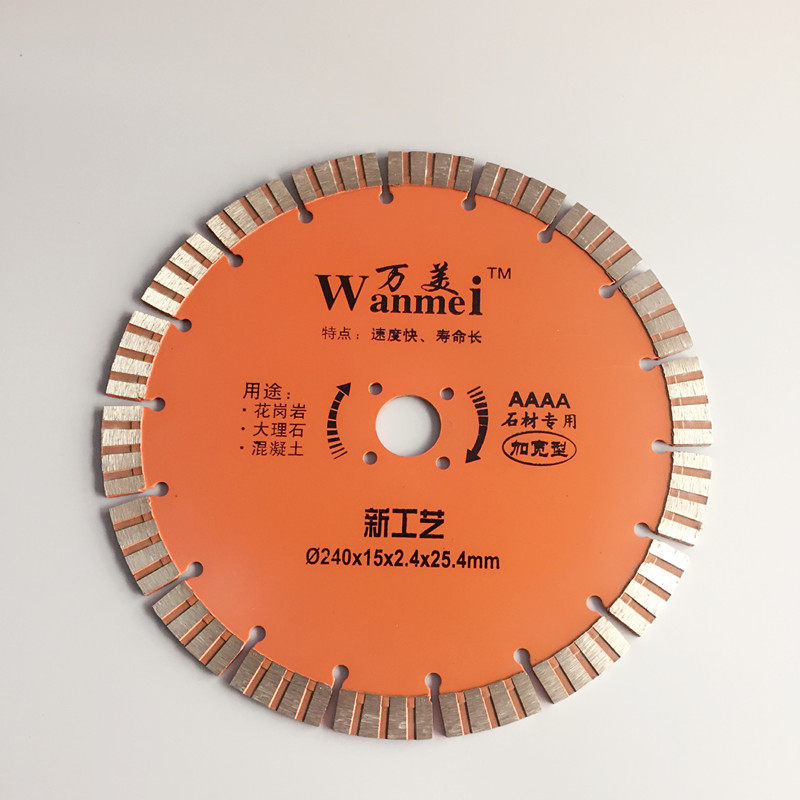 万美
Wanmei™
特点：速度快、寿命长
用途：
·花岗岩
·大理石
·混凝土
AAAA
石材专用
加宽型
新工艺
Ø240x15x2.4x25.4mm